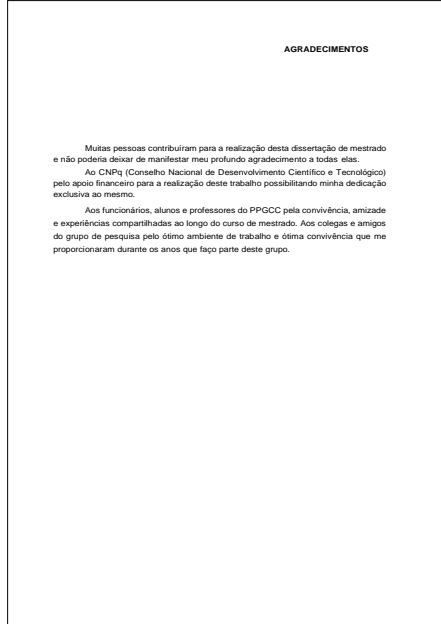 AGRADECIMENTOS
Muitas pessoas contribuíram para a realização desta dissertação de mestrado
e não poderia deixar de manifestar meu profundo agradecimento a todas elas.
Ao CNPq (Conselho Nacional de Desenvolvimento Científico e Tecnológico)
pelo apoio financeiro para a realização deste trabalho possibilitando minha dedicação
exclusiva ao mesmo.
Aos funcionários, alunos e professores do PPGCC pela convivência, amizade
e experiências compartilhadas ao longo do curso de mestrado. Aos colegas e amigos
do grupo de pesquisa pelo ótimo ambiente de trabalho e ótima convivência que me
proporcionaram durante os anos que faço parte deste grupo.